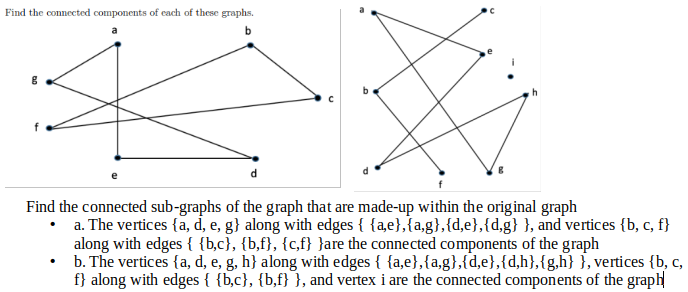 Find the connected components of each of these graphs.
a
b
g
c
f
e
d
a
c
e
i
b
h
d
g
f
Find the connected sub-graphs of the graph that are made-up within the original graph
• a. The vertices {a, d, e, g} along with edges { {a,e},{a,g},{d,e},{d,g} }, and vertices {b, c, f}
along with edges { {b,c}, {b,f}, {c,f} }are the connected components of the graph
• b. The vertices {a, d, e, g, h} along with edges { {a,e},{a,g},{d,e},{d,h},{g,h} }, vertices {b, c,
f} along with edges { {b,c}, {b,f} }, and vertex i are the connected components of the graph